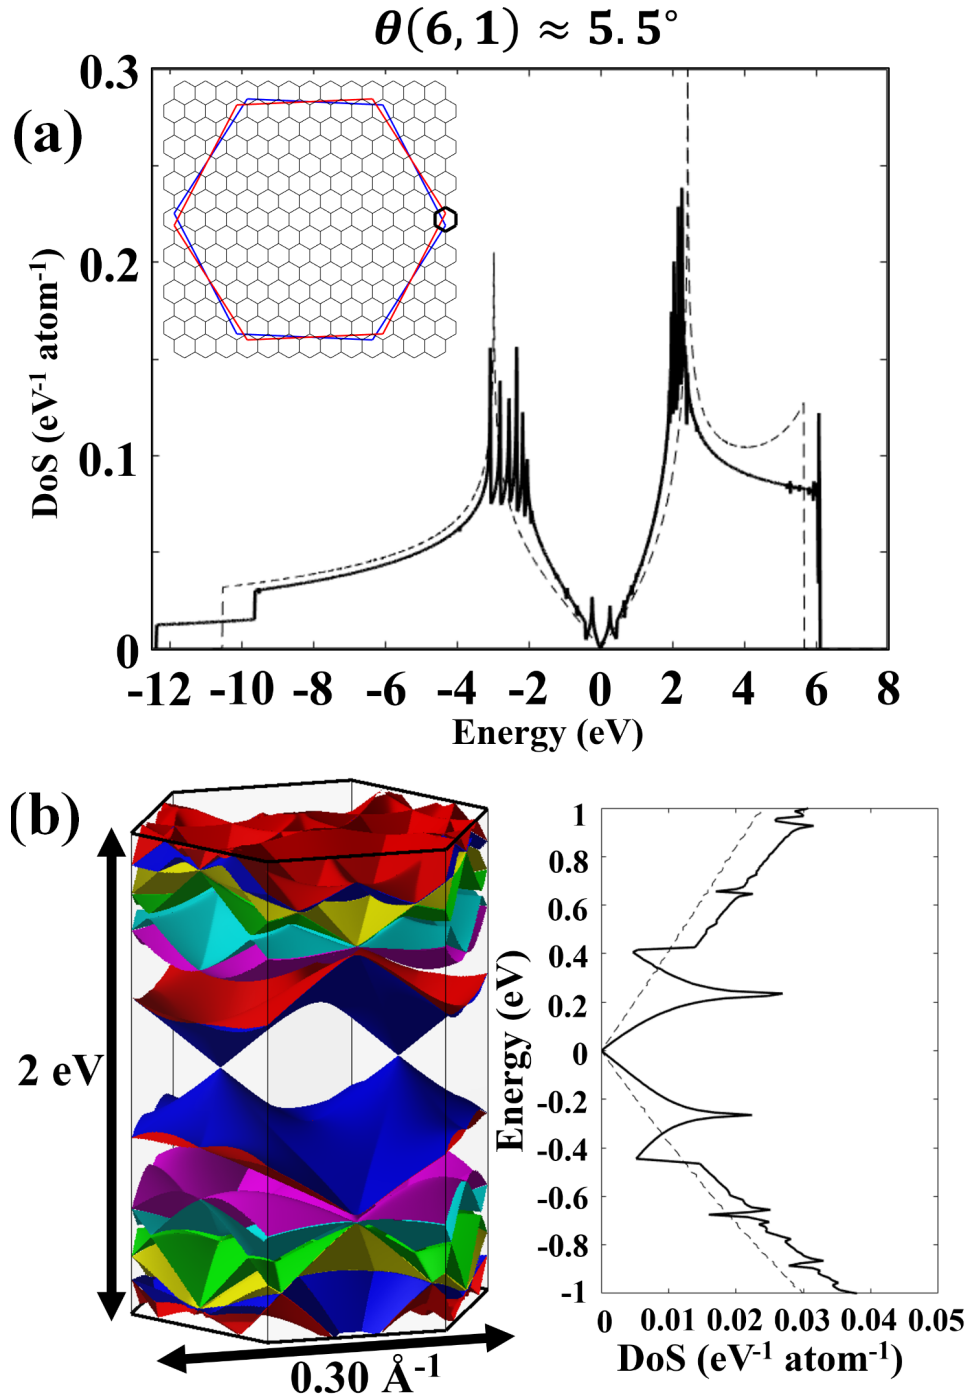 θ(6, 1) ≈ 5.5°
(a)
0.3
0.2
0.1
0
DoS (eV⁻¹ atom⁻¹)
-12 -10 -8 -6 -4 -2 0 2 4 6 8
Energy (eV)
(b)
2 eV
0.30 Å⁻¹
1
0.8
0.6
0.4
0.2
0
-0.2
-0.4
-0.6
-0.8
-1
Energy (eV)
0 0.01 0.02 0.03 0.04 0.05
DoS (eV⁻¹ atom⁻¹)